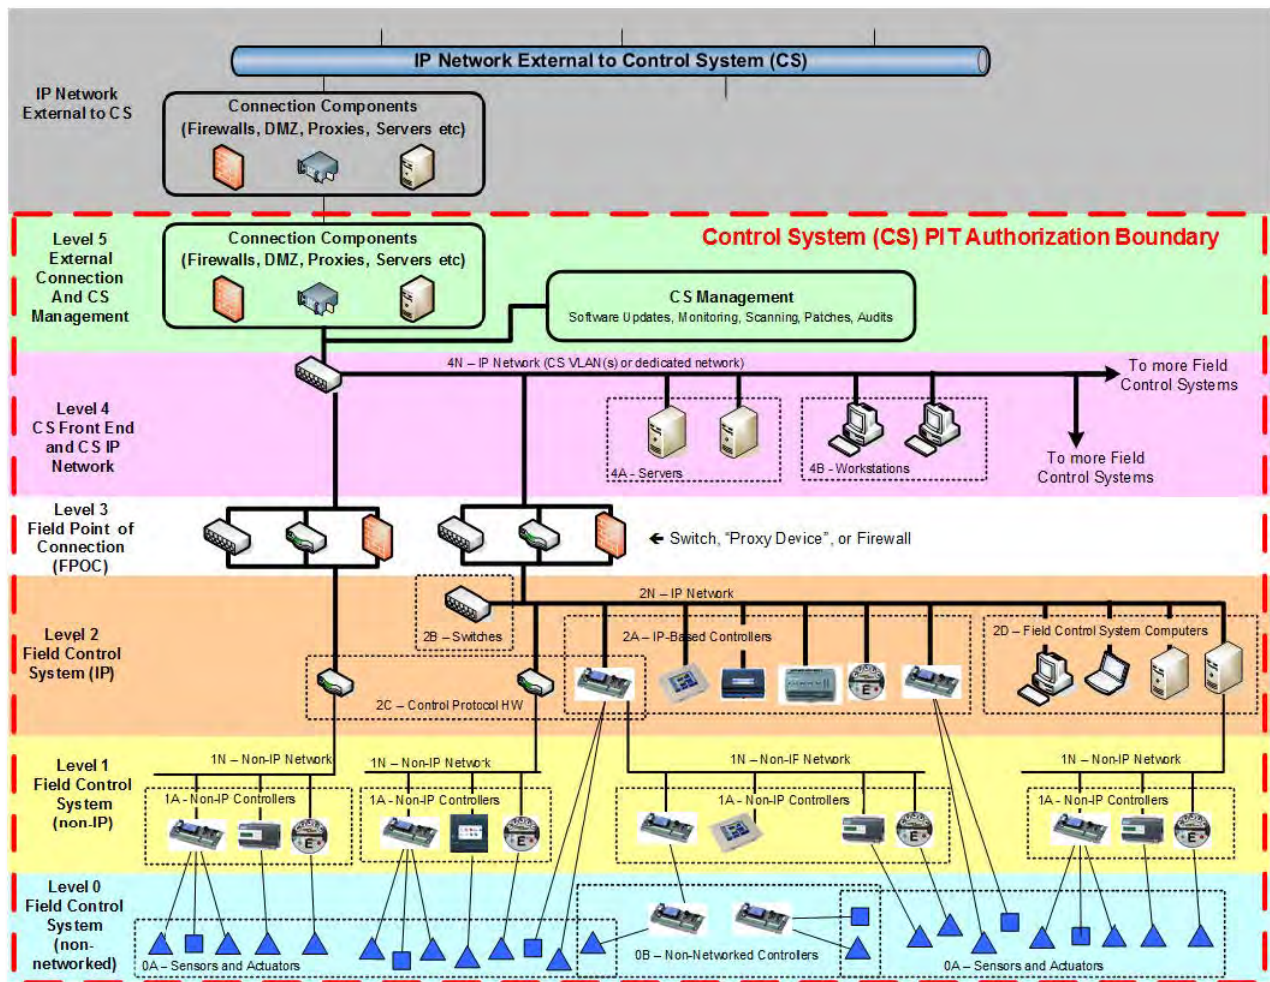 IP Network External to Control System (CS)
IP Network
External to CS
Connection Components
(Firewalls, DMZ, Proxies, Servers etc)
Level 5
External
Connection
And CS
Management
Connection Components
(Firewalls, DMZ, Proxies, Servers etc)
Control System (CS) PIT Authorization Boundary
CS Management
Software Updates, Monitoring, Scanning, Patches, Audits
4N – IP Network (CS VLAN(s) or dedicated network)
To more Field
Control Systems
Level 4
CS Front End
and CS IP
Network
4A - Servers
4B - Workstations
To more Field
Control Systems
Level 3
Field Point of
Connection
(FPOC)
Switch, "Proxy Device", or Firewall
Level 2
Field Control
System (IP)
2N – IP Network
2B – Switches
2A – IP-Based Controllers
2D – Field Control System Computers
2C – Control Protocol HW
E
Level 1
Field Control
System
(non-IP)
1N – Non-IP Network
1N – Non-IP Network
1N – Non-IP Network
1N – Non-IP Network
1A - Non-IP Controllers
1A - Non-IP Controllers
1A - Non-IP Controllers
1A - Non-IP Controllers
E
E
E
E
Level 0
Field Control
System
(non-
networked)
0A – Sensors and Actuators
0B – Non-Networked Controllers
0A – Sensors and Actuators